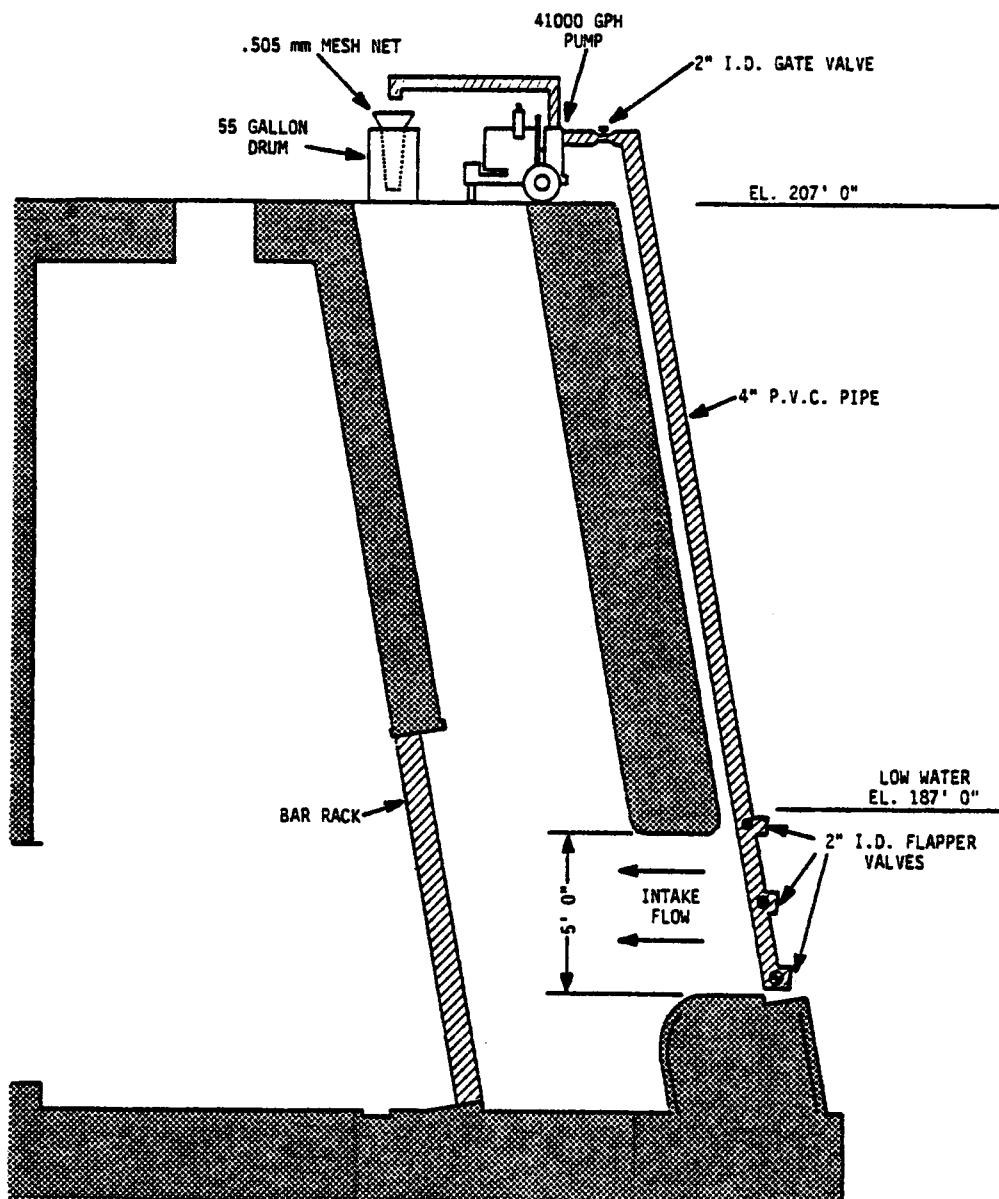 41000 GPH
PUMP
.505 mm MESH NET
2" I.D. GATE VALVE
55 GALLON
DRUM
EL. 207' 0"
4" P.V.C. PIPE
LOW WATER
EL. 187' 0"
BAR RACK
2" I.D. FLAPPER
VALVES
5' 0"
INTAKE
FLOW